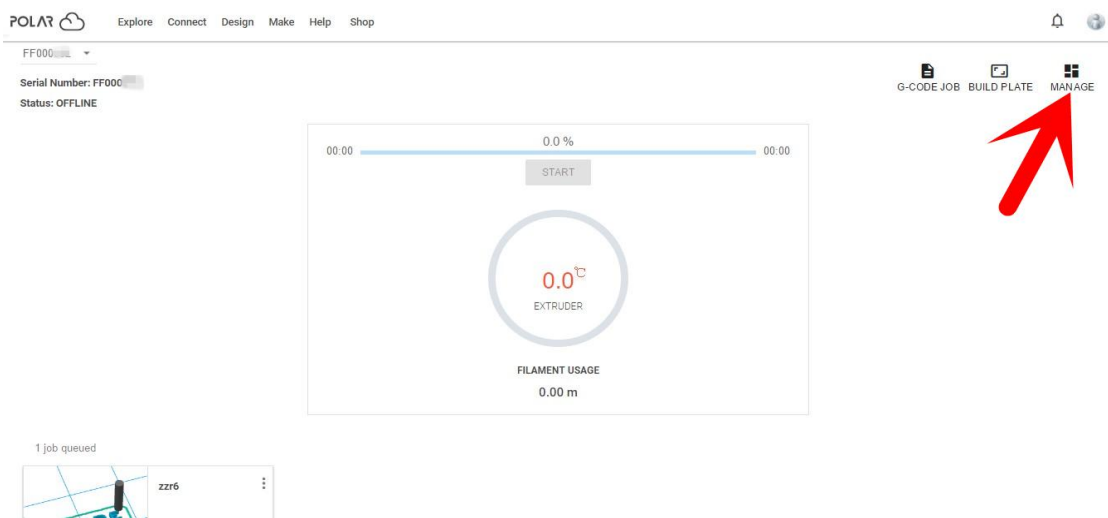 POLAR
Explore Connect Design Make Help Shop
Serial Number: FF000
Status: OFFLINE
G-CODE JOB BUILD PLATE MANAGE
0.0 %
00:00 00:00
START
0.0℃
EXTRUDER
FILAMENT USAGE
0.00 m
1 job queued
zzr6